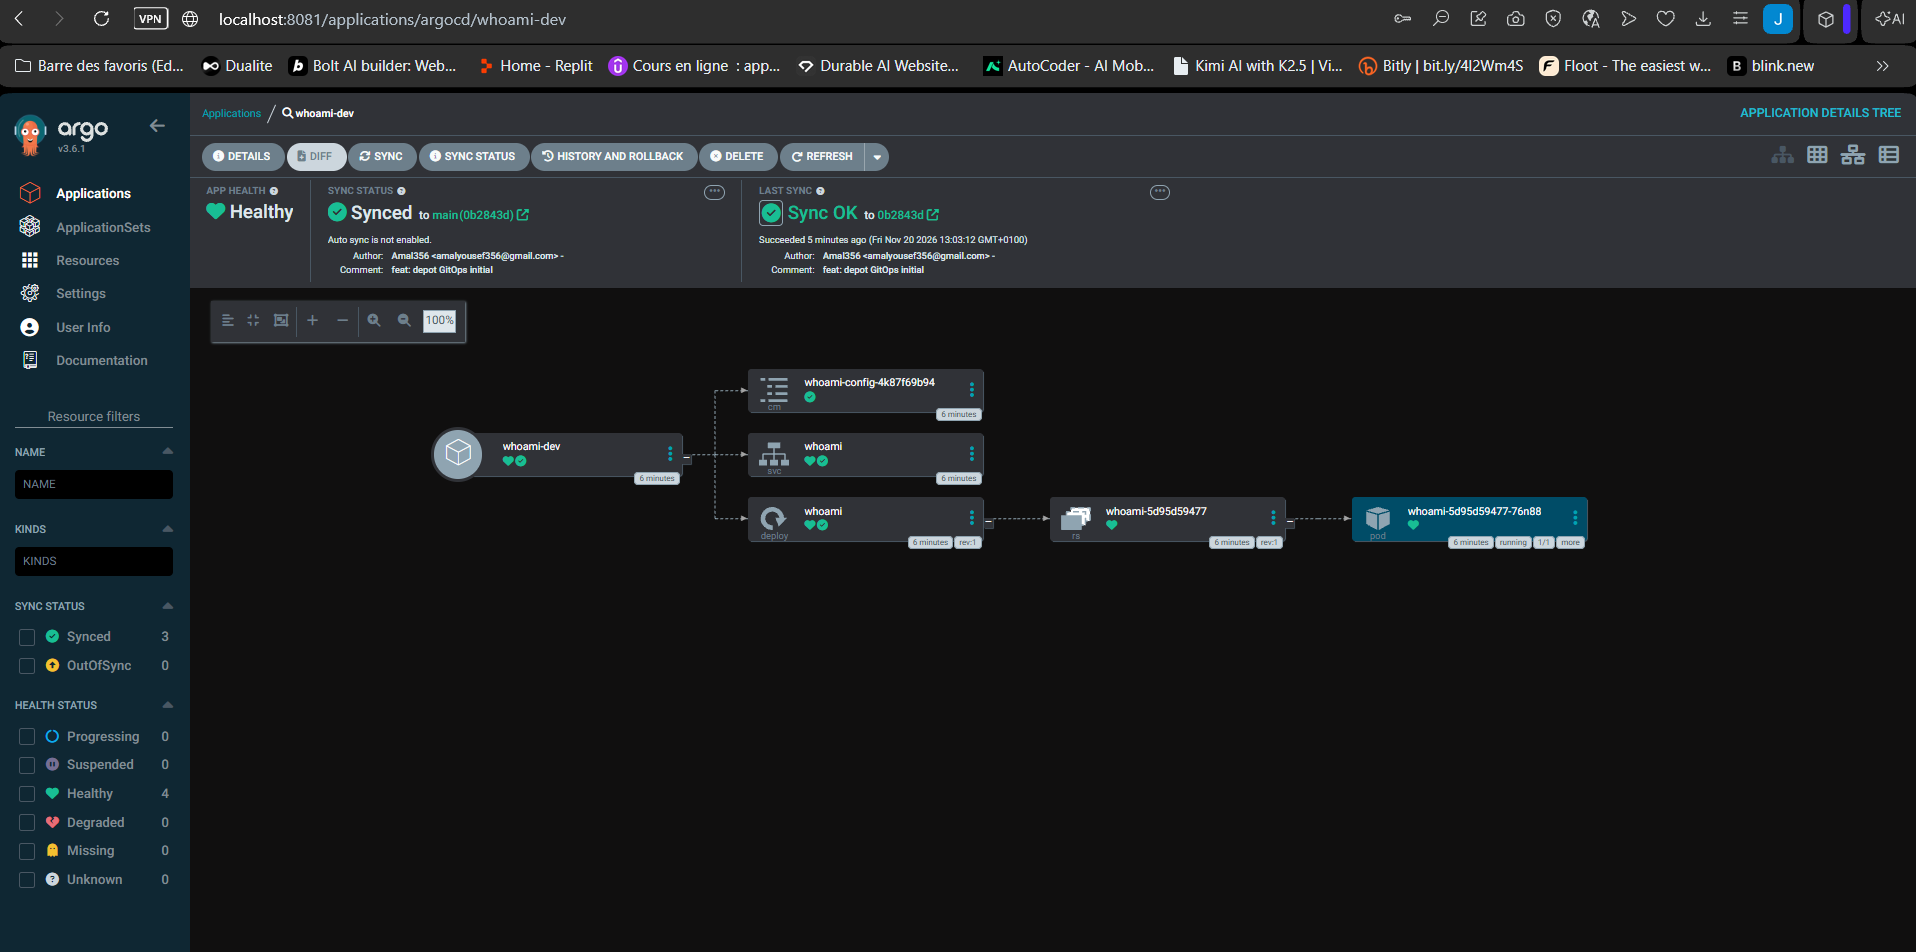 VPN
localhost:8081/applications/argocd/whoami-dev
J
AI
Barre des favoris (Ed...
Dualite
Bolt AI builder: Web...
Home - Replit
Cours en ligne : app...
Durable AI Website...
AutoCoder - AI Mob...
Kimi AI with K2.5 | Vi...
Bitly | bit.ly/4l2Wm4S
Floot - The easiest w...
blink.new
argo
v3.6.1
Applications
ApplicationSets
Resources
Settings
User Info
Documentation
Resource filters
NAME
NAME
KINDS
KINDS
SYNC STATUS
Synced 3
OutOfSync 0
HEALTH STATUS
Progressing 0
Suspended 0
Healthy 4
Degraded 0
Missing 0
Unknown 0
Applications / whoami-dev
APPLICATION DETAILS TREE
DETAILS
DIFF
SYNC
SYNC STATUS
HISTORY AND ROLLBACK
DELETE
REFRESH
APP HEALTH
Healthy
SYNC STATUS
Synced to main(0b2843d)
Auto sync is not enabled.
Author: Amal356 <amalyousef356@gmail.com> -
Comment: feat: depot GitOps initial
LAST SYNC
Sync OK to 0b2843d
Succeeded 5 minutes ago (Fri Nov 20 2026 13:03:12 GMT+0100)
Author: Amal356 <amalyousef356@gmail.com> -
Comment: feat: depot GitOps initial
100%
whoami-dev
6 minutes
whoami-config-4k87f69b94
cm
6 minutes
whoami
svc
6 minutes
whoami
deploy
6 minutes rev:1
whoami-5d95d59477
rs
6 minutes rev:1
whoami-5d95d59477-76n88
pod
6 minutes running 1/1 more